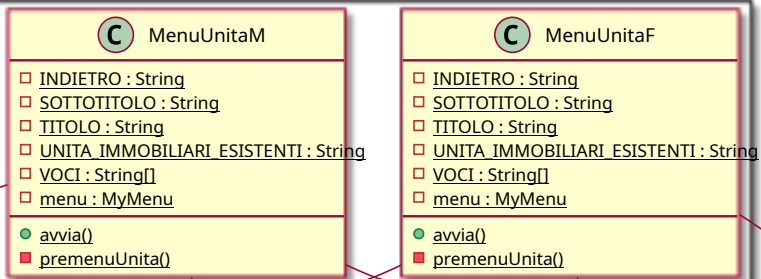 C MenuUnitaM
INDIETRO : String
SOTTOTITOLO : String
TITOLO : String
UNITA_IMMOBILIARI_ESISTENTI : String
VOCI : String[]
menu : MyMenu
avvia()
premenuUnita()
C MenuUnitaF
INDIETRO : String
SOTTOTITOLO : String
TITOLO : String
UNITA_IMMOBILIARI_ESISTENTI : String
VOCI : String[]
menu : MyMenu
avvia()
premenuUnita()